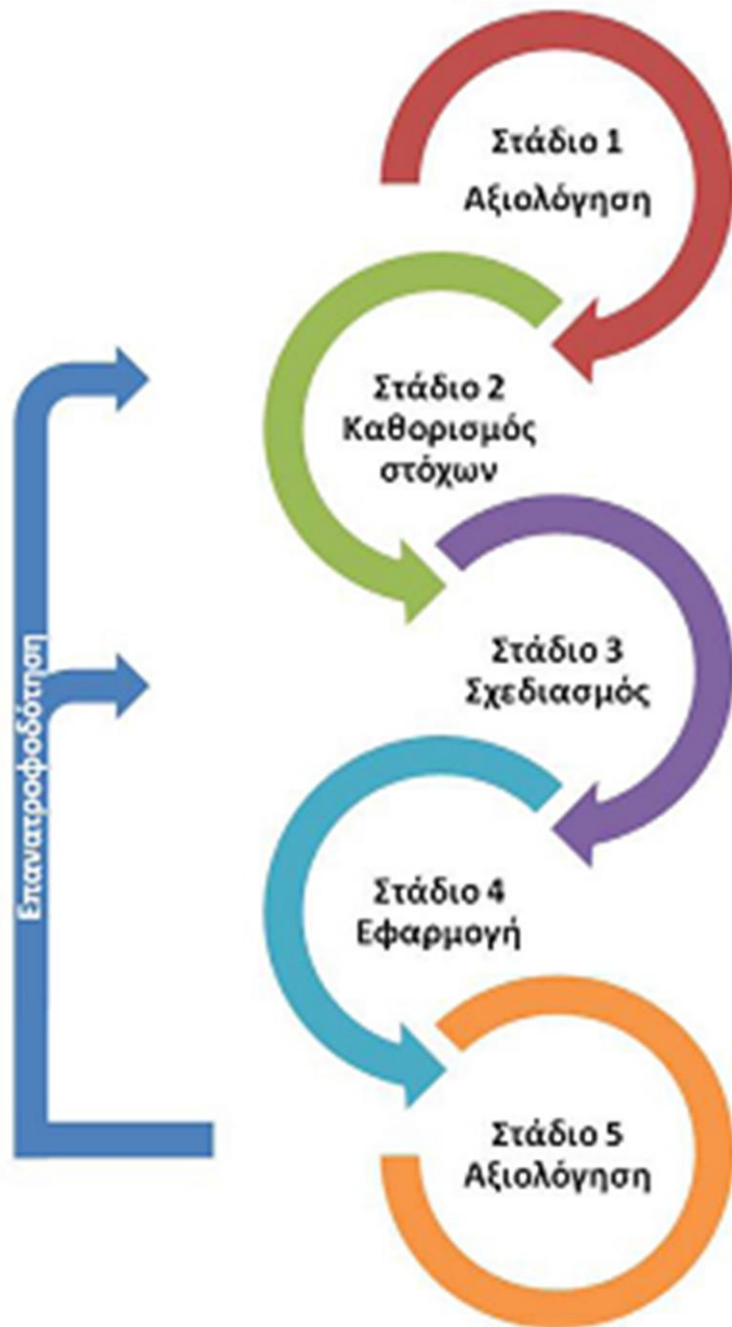 Στάδιο 1
Αξιολόγηση
Στάδιο 2
Καθορισμός
στόχων
Στάδιο 3
Σχεδιασμός
Στάδιο 4
Εφαρμογή
Στάδιο 5
Αξιολόγηση
Επανατροφοδότηση